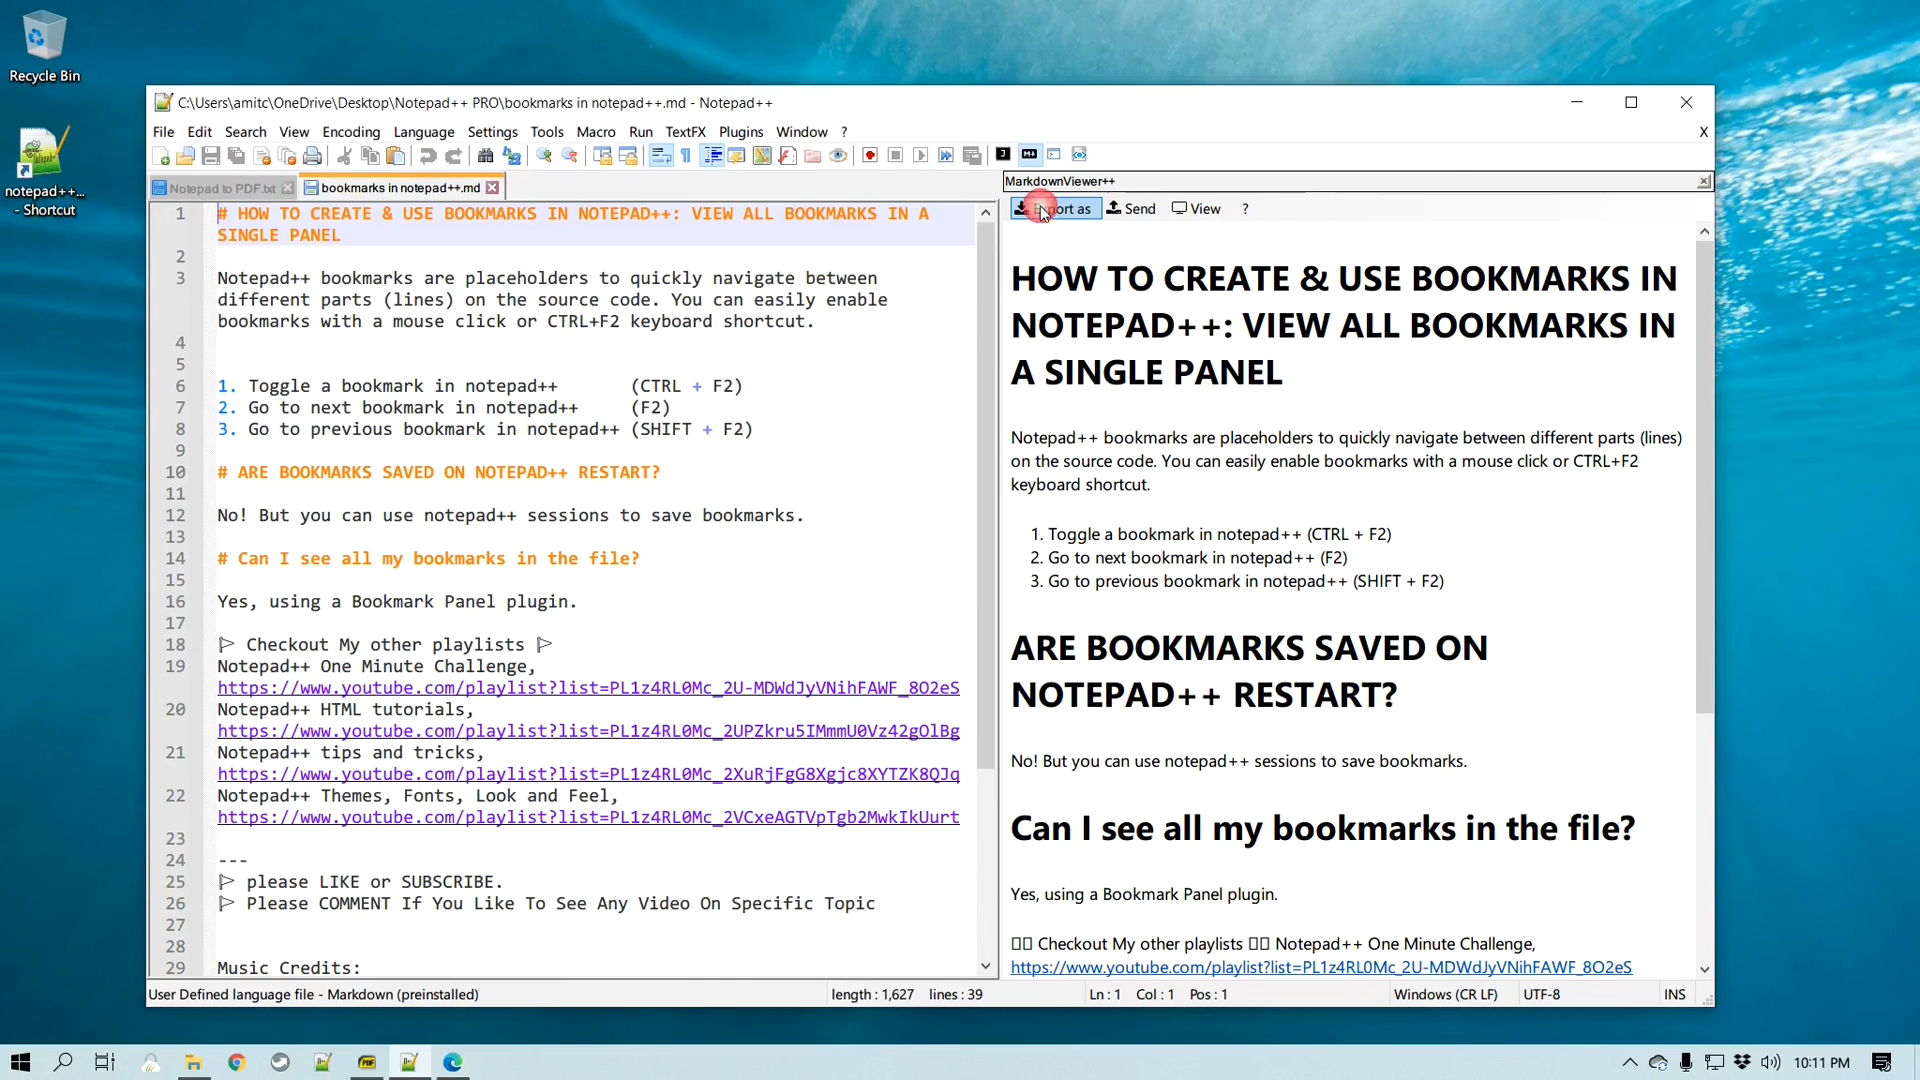 Recycle Bin
notepad++...
- Shortcut
C:\Users\amitc\OneDrive\Desktop\Notepad++ PRO\bookmarks in notepad++.md - Notepad++
File Edit Search View Encoding Language Settings Tools Macro Run TextFX Plugins Window ? X
Notepad to PDF.txt bookmarks in notepad++.md
1 # HOW TO CREATE & USE BOOKMARKS IN NOTEPAD++: VIEW ALL BOOKMARKS IN A
SINGLE PANEL
2
3 Notepad++ bookmarks are placeholders to quickly navigate between
different parts (lines) on the source code. You can easily enable
bookmarks with a mouse click or CTRL+F2 keyboard shortcut.
4
5
6 1. Toggle a bookmark in notepad++ (CTRL + F2)
7 2. Go to next bookmark in notepad++ (F2)
8 3. Go to previous bookmark in notepad++ (SHIFT + F2)
9
10 # ARE BOOKMARKS SAVED ON NOTEPAD++ RESTART?
11
12 No! But you can use notepad++ sessions to save bookmarks.
13
14 # Can I see all my bookmarks in the file?
15
16 Yes, using a Bookmark Panel plugin.
17
18 Checkout My other playlists
19 Notepad++ One Minute Challenge,
https://www.youtube.com/playlist?list=PL1z4RL0Mc_2U-MDWdJyVNihFAWF_8O2eS
20 Notepad++ HTML tutorials,
https://www.youtube.com/playlist?list=PL1z4RL0Mc_2UPZkru5IMmmU0Vz42gOlBg
21 Notepad++ tips and tricks,
https://www.youtube.com/playlist?list=PL1z4RL0Mc_2XuRjFgG8Xgjc8XYTZK8QJq
22 Notepad++ Themes, Fonts, Look and Feel,
https://www.youtube.com/playlist?list=PL1z4RL0Mc_2VCxeAGTVpTgb2MwkIkUurt
23
24 ---
25 please LIKE or SUBSCRIBE.
26 Please COMMENT If You Like To See Any Video On Specific Topic
27
28
29 Music Credits:
MarkdownViewer++
Export as Send View ?
HOW TO CREATE & USE BOOKMARKS IN
NOTEPAD++: VIEW ALL BOOKMARKS IN
A SINGLE PANEL
Notepad++ bookmarks are placeholders to quickly navigate between different parts (lines)
on the source code. You can easily enable bookmarks with a mouse click or CTRL+F2
keyboard shortcut.
1. Toggle a bookmark in notepad++ (CTRL + F2)
2. Go to next bookmark in notepad++ (F2)
3. Go to previous bookmark in notepad++ (SHIFT + F2)
ARE BOOKMARKS SAVED ON
NOTEPAD++ RESTART?
No! But you can use notepad++ sessions to save bookmarks.
Can I see all my bookmarks in the file?
Yes, using a Bookmark Panel plugin.
Checkout My other playlists Notepad++ One Minute Challenge,
https://www.youtube.com/playlist?list=PL1z4RL0Mc_2U-MDWdJyVNihFAWF_8O2eS
User Defined language file - Markdown (preinstalled) length : 1,627 lines : 39 Ln : 1 Col : 1 Pos : 1 Windows (CR LF) UTF-8 INS
10:11 PM